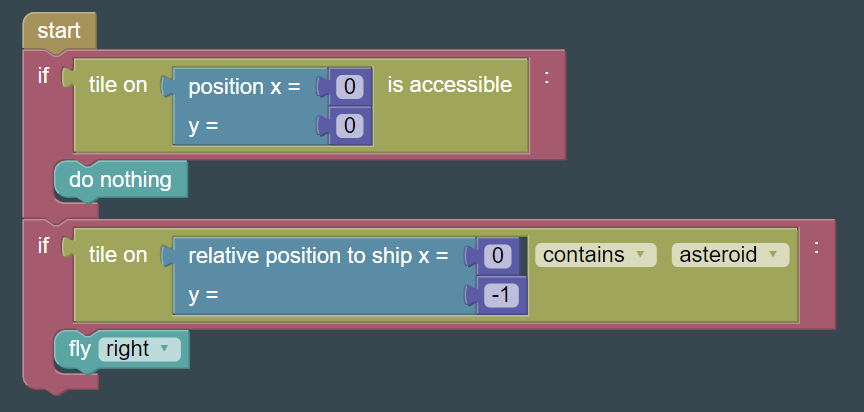 start
if tile on position x = 0 is accessible :
y = 0
do nothing
if tile on relative position to ship x = 0 contains asteroid :
y = -1
fly right